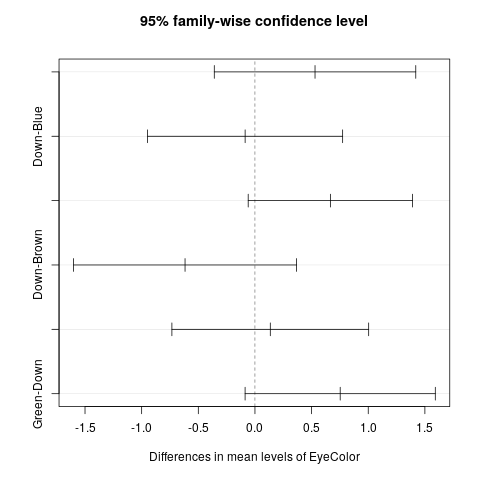 95% family-wise confidence level
Down-Blue
Down-Brown
Green-Down
-1.5 -1.0 -0.5 0.0 0.5 1.0 1.5
Differences in mean levels of EyeColor